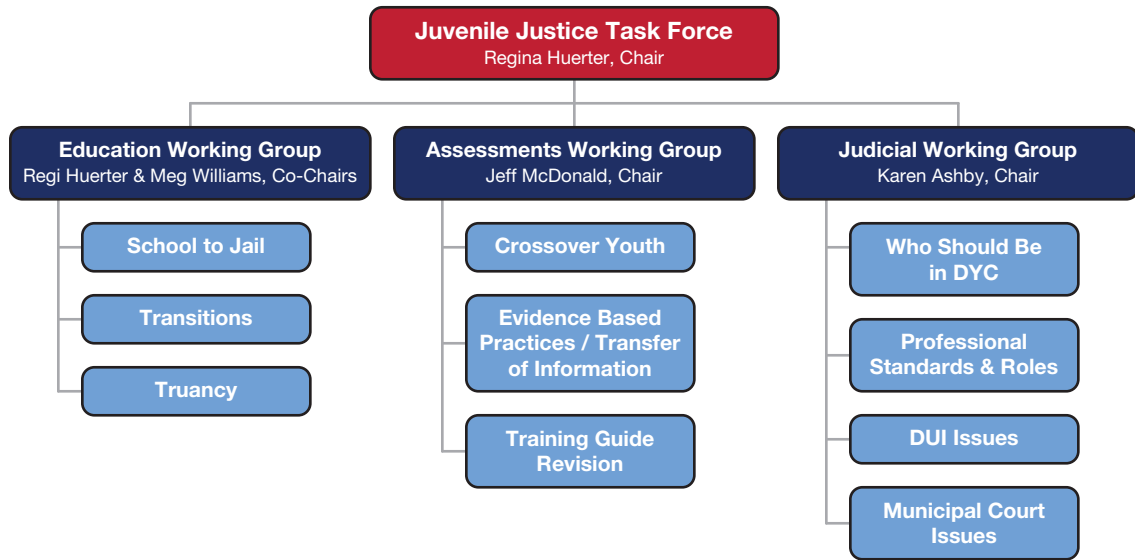 Juvenile Justice Task Force
Regina Huerter, Chair
Education Working Group
Regi Huerter & Meg Williams, Co-Chairs
School to Jail
Transitions
Truancy
Assessments Working Group
Jeff McDonald, Chair
Crossover Youth
Evidence Based
Practices / Transfer
of Information
Training Guide
Revision
Judicial Working Group
Karen Ashby, Chair
Who Should Be
in DYC
Professional
Standards & Roles
DUI Issues
Municipal Court
Issues